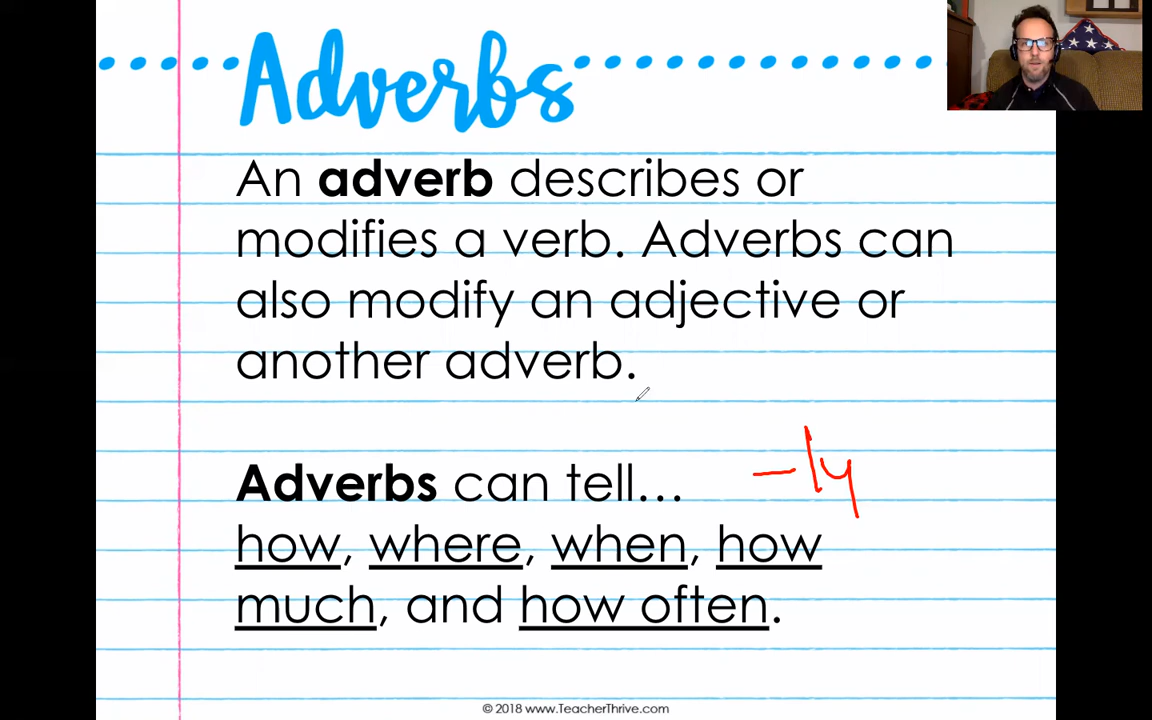 Adverbs
An adverb describes or
modifies a verb. Adverbs can
also modify an adjective or
another adverb.
Adverbs can tell...
-ly
how, where, when, how
much, and how often.
© 2018 www.TeacherThrive.com